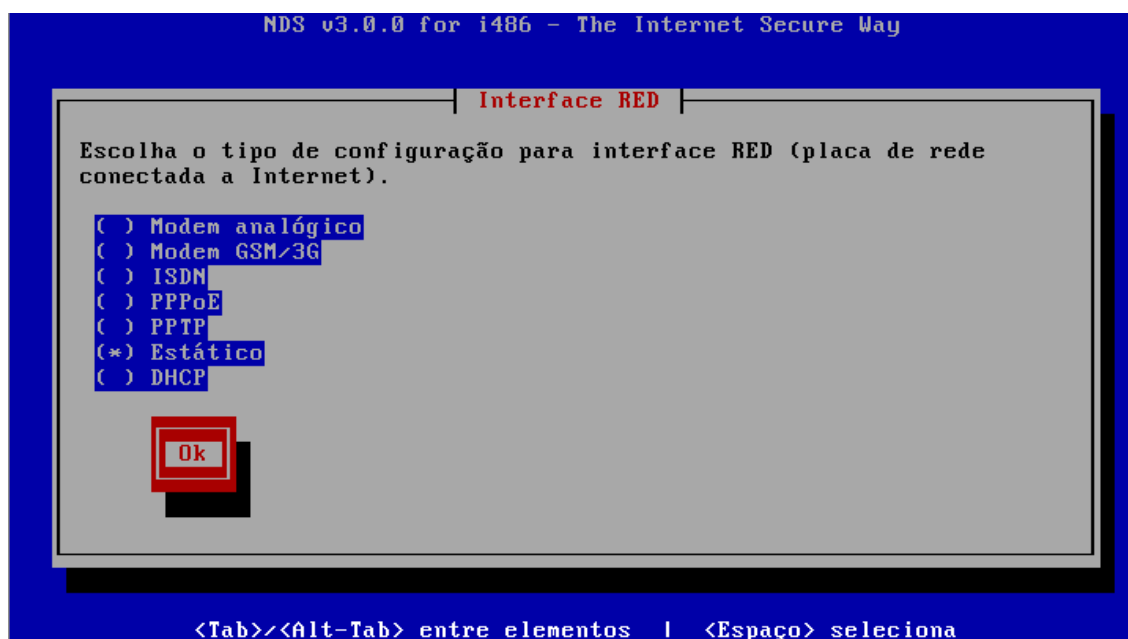 NDS v3.0.0 for i486 - The Internet Secure Way
Interface RED
Escolha o tipo de configuração para interface RED (placa de rede
conectada a Internet).
( ) Modem analógico
( ) Modem GSM/3G
( ) ISDN
( ) PPPoE
( ) PPTP
(*) Estático
( ) DHCP
Ok
<Tab>/<Alt-Tab> entre elementos | <Espaço> seleciona